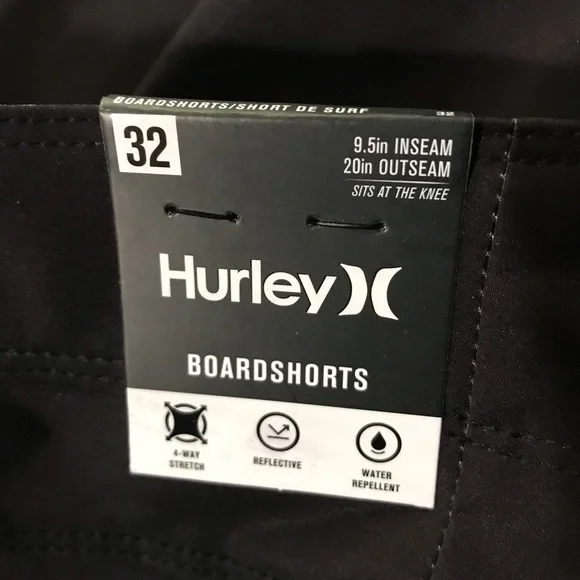 BOARDSHORTS/SHORT DE SURF 32
32
9.5in INSEAM
20in OUTSEAM
SITS AT THE KNEE
Hurley
BOARDSHORTS
4-WAY
STRETCH
REFLECTIVE
WATER
REPELLENT